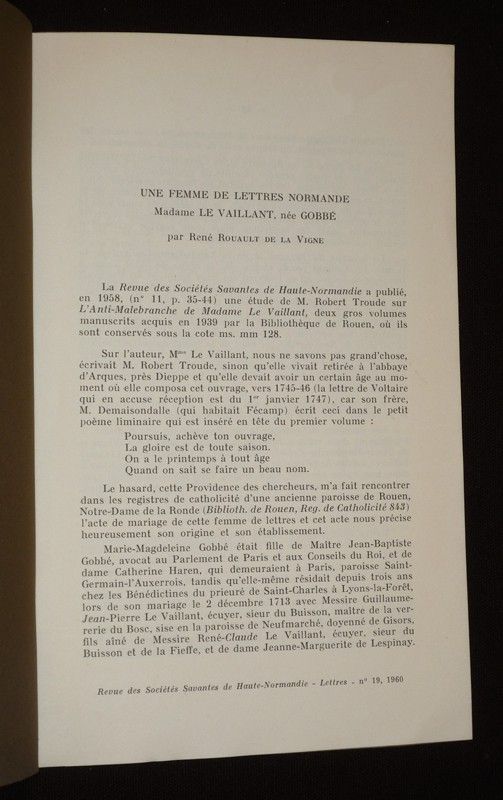 UNE FEMME DE LETTRES NORMANDE
Madame LE VAILLANT, née GOBBÉ
par René ROUAULT DE LA VIGNE
La Revue des Sociétés Savantes de Haute-Normandie a publié,
en 1958, (n° 11, p. 35-44) une étude de M. Robert Troude sur
L'Anti-Malebranche de Madame Le Vaillant, deux gros volumes
manuscrits acquis en 1939 par la Bibliothèque de Rouen, où ils
sont conservés sous la cote ms. mm 128.
Sur l'auteur, Mme Le Vaillant, nous ne savons pas grand'chose,
écrivait M. Robert Troude, sinon qu'elle vivait retirée à l'abbaye
d'Arques, près Dieppe et qu'elle devait avoir un certain âge au mo-
ment où elle composa cet ouvrage, vers 1745-46 (la lettre de Voltaire
qui en accuse réception est du 1er janvier 1747), car son frère,
M. Demaisondalle (qui habitait Fécamp) écrit ceci dans le petit
poème liminaire qui est inséré en tête du premier volume :
Poursuis, achève ton ouvrage,
La gloire est de toute saison.
On a le printemps à tout âge
Quand on sait se faire un beau nom.
Le hasard, cette Providence des chercheurs, m'a fait rencontrer
dans les registres de catholicité d'une ancienne paroisse de Rouen,
Notre-Dame de la Ronde (Biblioth. de Rouen, Reg. de Catholicité 843)
l'acte de mariage de cette femme de lettres et cet acte nous précise
heureusement son origine et son établissement.
Marie-Magdeleine Gobbé était fille de Maître Jean-Baptiste
Gobbé, avocat au Parlement de Paris et aux Conseils du Roi, et de
dame Catherine Haren, qui demeuraient à Paris, paroisse Saint-
Germain-l'Auxerrois, tandis qu'elle-même résidait depuis trois ans
chez les Bénédictines du prieuré de Saint-Charles à Lyons-la-Forêt,
lors de son mariage le 2 décembre 1713 avec Messire Guillaume-
Jean-Pierre Le Vaillant, écuyer, sieur du Buisson, maître de la ver-
rerie du Bosc, sise en la paroisse de Neufmarché, doyenné de Gisors,
fils aîné de Messire René-Claude Le Vaillant, écuyer, sieur du
Buisson et de la Fieffe, et de dame Jeanne-Marguerite de Lespinay.
Revue des Sociétés Savantes de Haute-Normandie - Lettres - n° 19, 1960